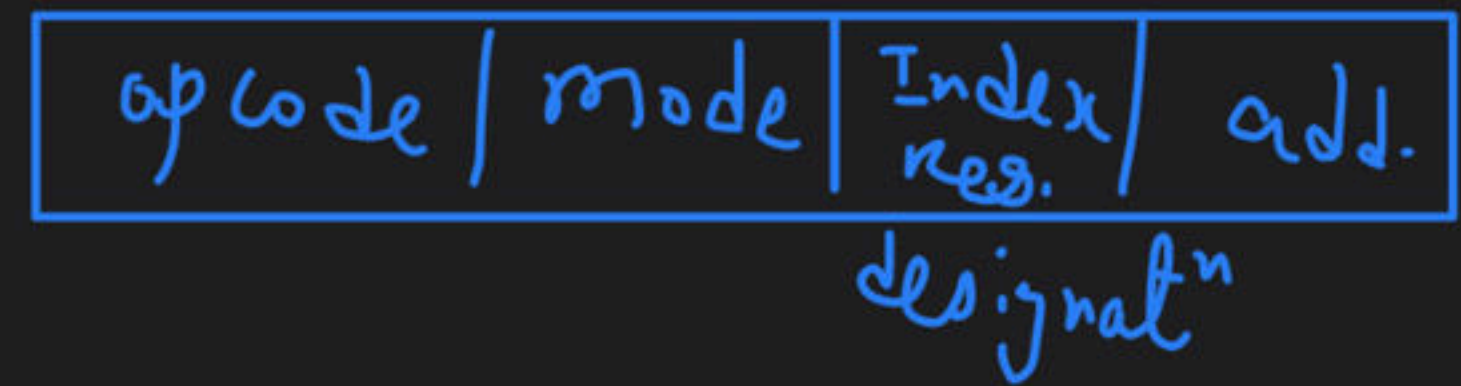 opcode | mode | Index | add.
Reg.
designatⁿ